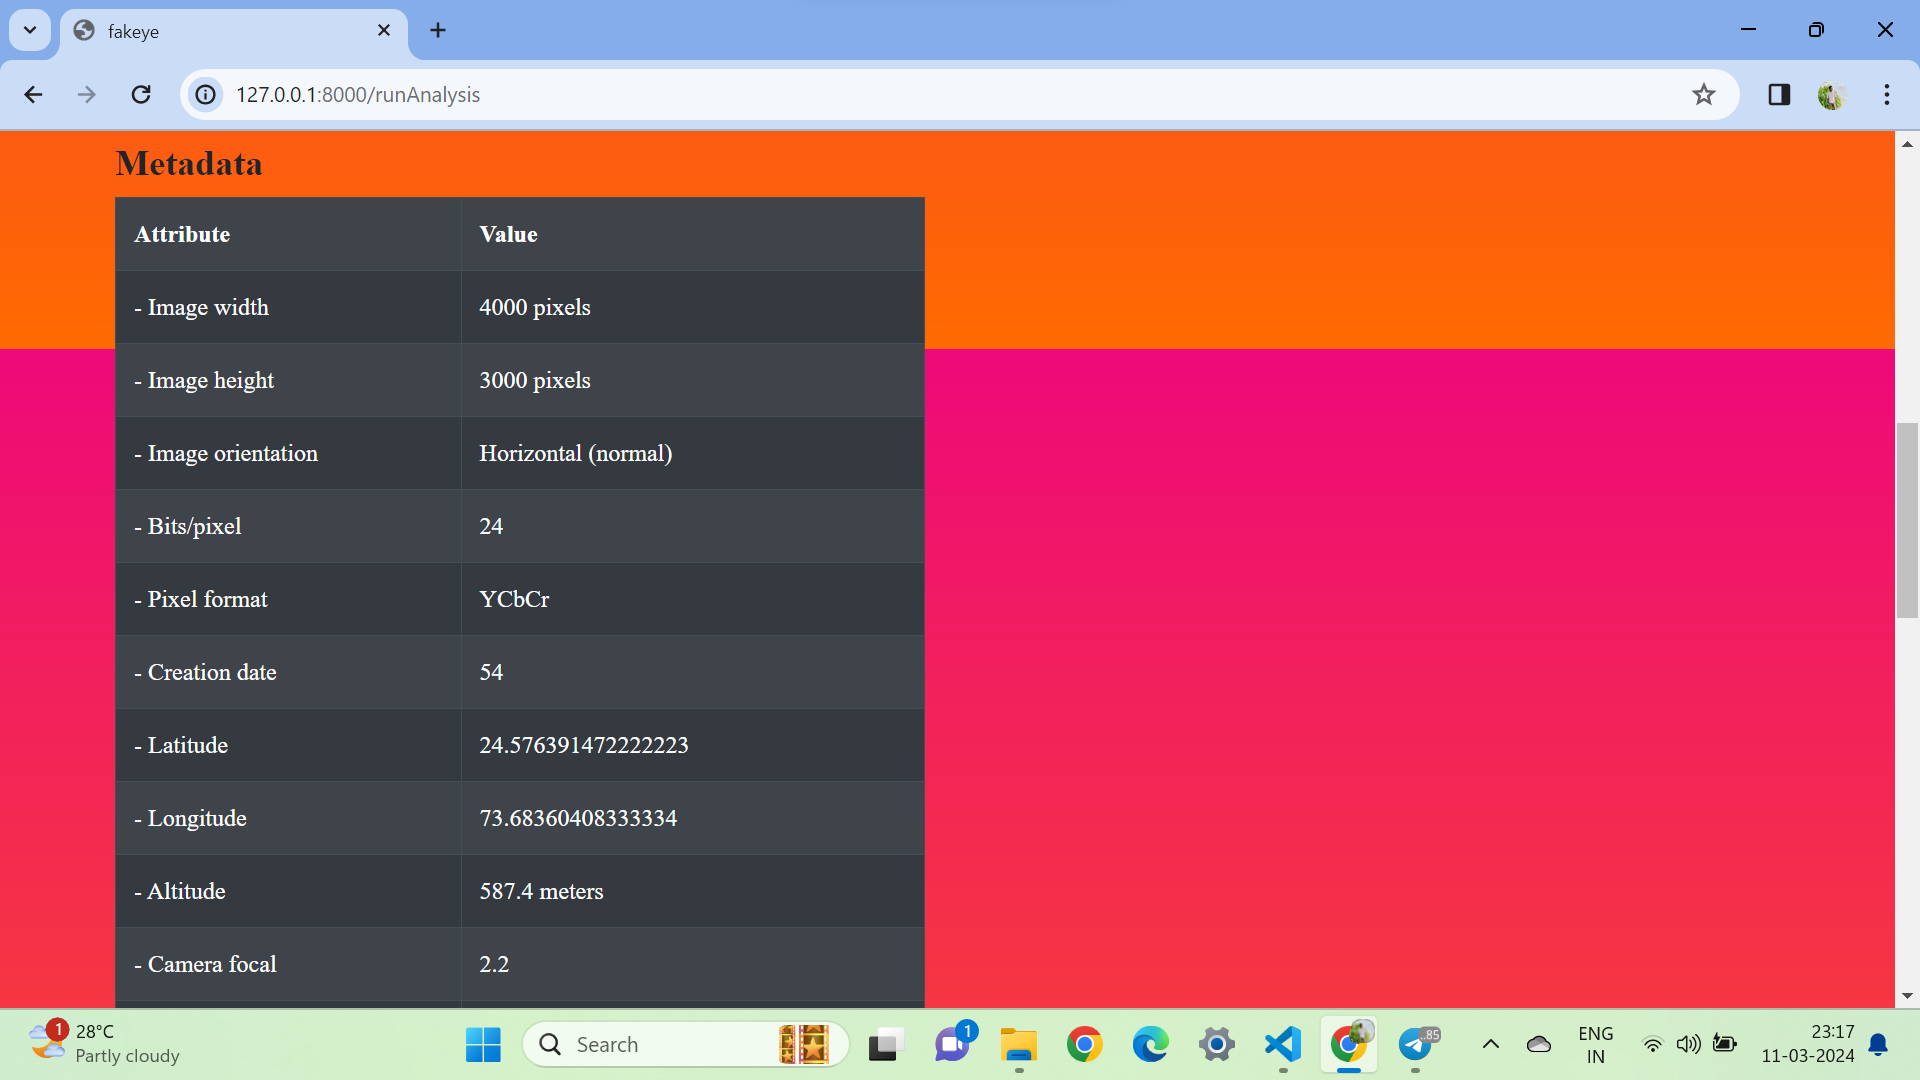 fakeye
127.0.0.1:8000/runAnalysis
Metadata
Attribute Value
- Image width 4000 pixels
- Image height 3000 pixels
- Image orientation Horizontal (normal)
- Bits/pixel 24
- Pixel format YCbCr
- Creation date 54
- Latitude 24.576391472222223
- Longitude 73.68360408333334
- Altitude 587.4 meters
- Camera focal 2.2
1 28°C
Partly cloudy
Search
1
..85
ENG
IN
23:17
11-03-2024